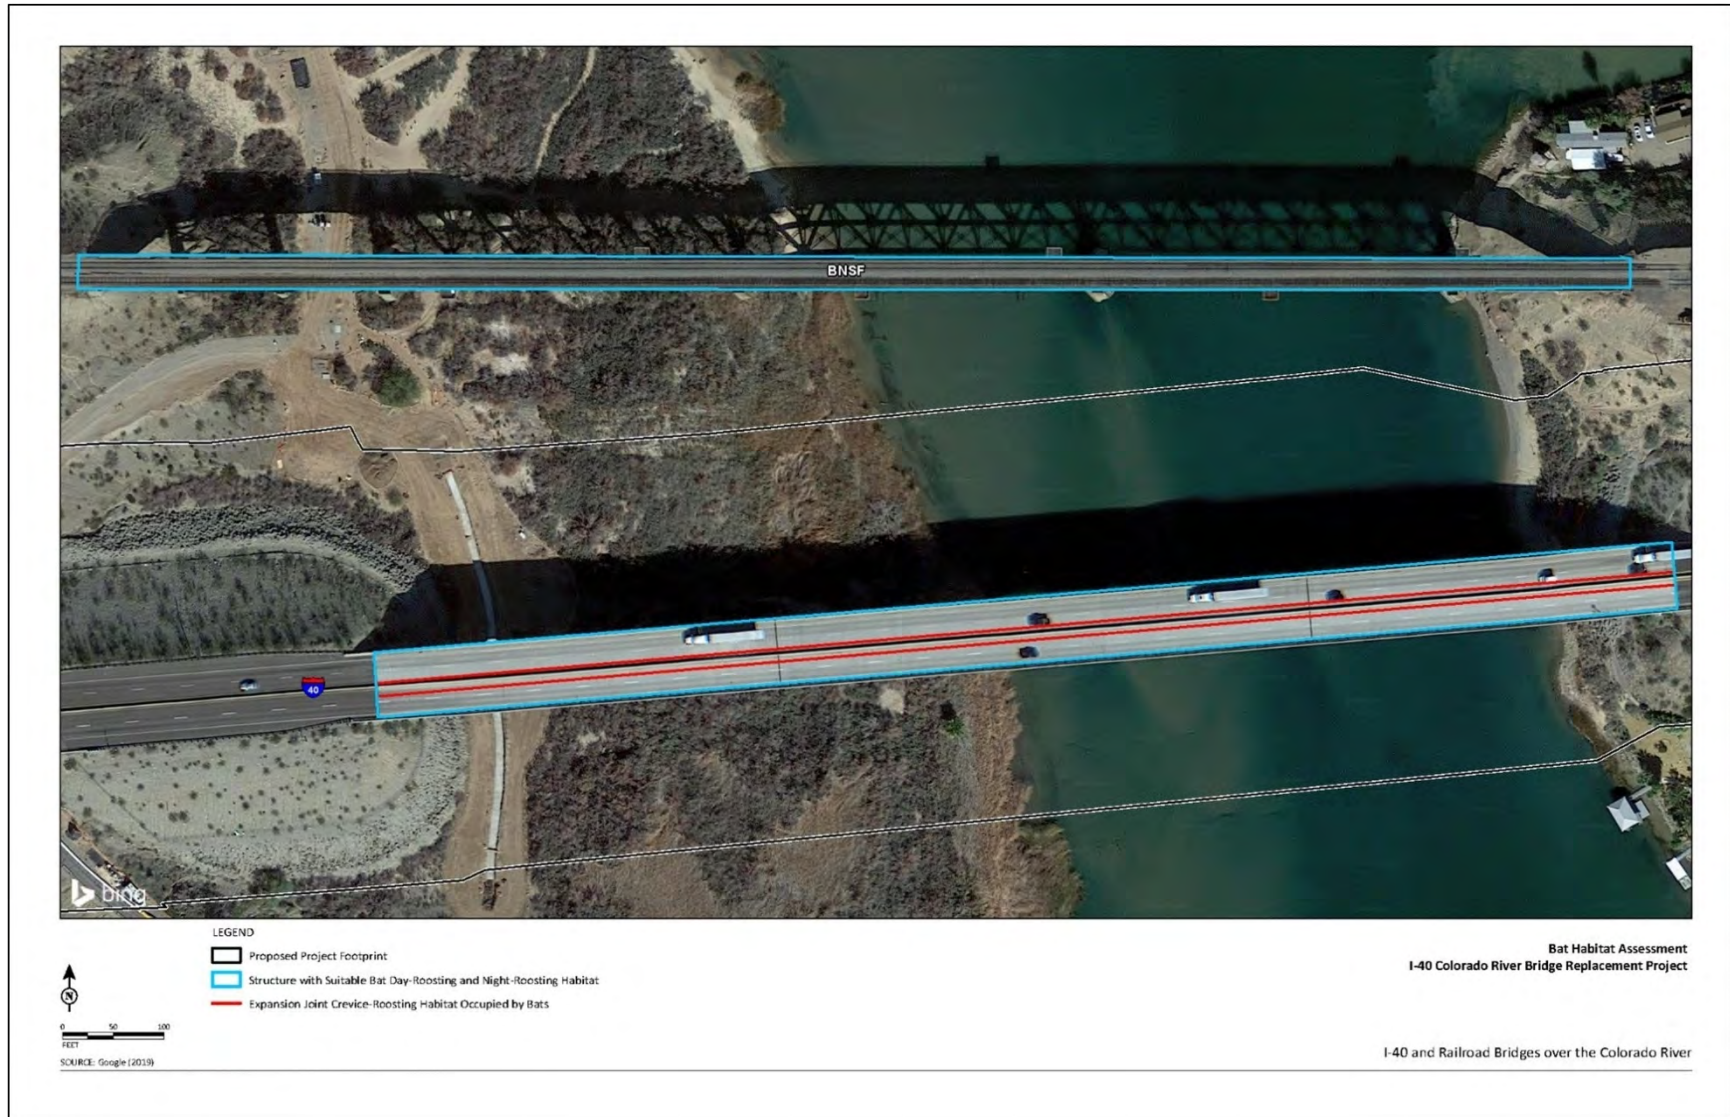 BNSF
40
bing
LEGEND
Proposed Project Footprint
Structure with Suitable Bat Day-Roosting and Night-Roosting Habitat
Expansion Joint Crevice-Roosting Habitat Occupied by Bats
N
0 50 100
FEET
SOURCE: Google (2019)
Bat Habitat Assessment
I-40 Colorado River Bridge Replacement Project
I-40 and Railroad Bridges over the Colorado River